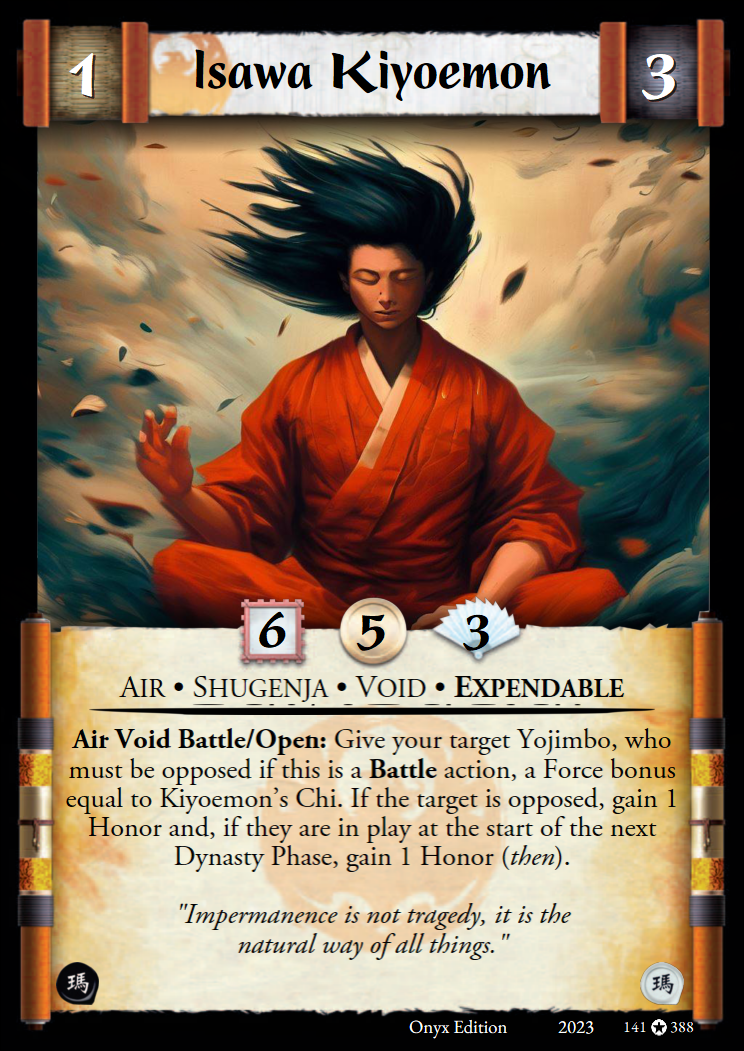 1 Isawa Kiyoemon 3
6 5 3
AIR • SHUGENJA • VOID • EXPENDABLE
Air Void Battle/Open: Give your target Yojimbo, who
must be opposed if this is a Battle action, a Force bonus
equal to Kiyoemon's Chi. If the target is opposed, gain 1
Honor and, if they are in play at the start of the next
Dynasty Phase, gain 1 Honor (then).
"Impermanence is not tragedy, it is the
natural way of all things."
瑪 瑪
Onyx Edition 2023 141 388